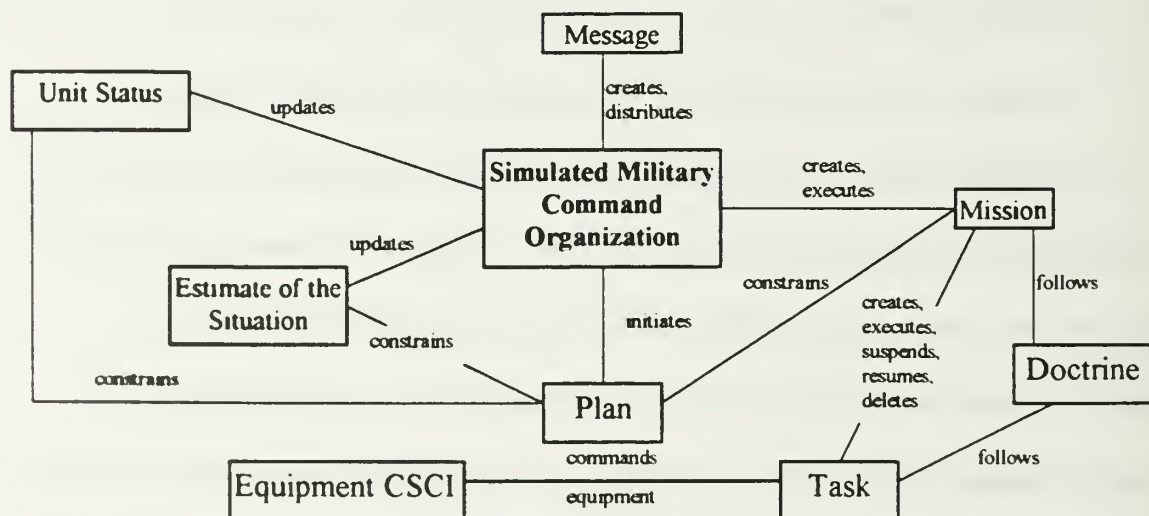 Message
Unit Status
updates
creates,
distributes
Simulated Military
Command
Organization
creates,
executes
Mission
updates
Estimate of the
Situation
constrains
initiates
constrains
creates,
executes,
suspends,
resumes,
deletes
follows
Doctrine
constrains
Plan
commands
Equipment CSCI
equipment
Task
follows